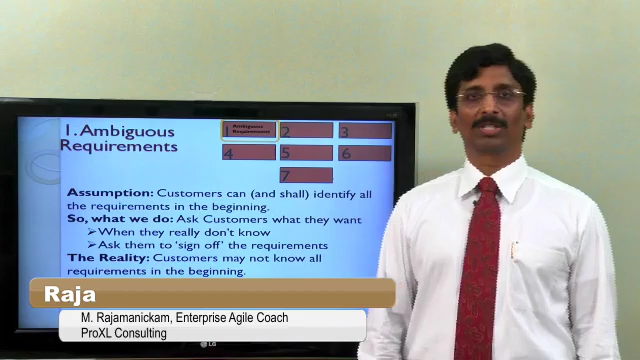 1. Ambiguous
Requirements
1 Ambiguous
Requirements
2
3
4
5
6
7
Assumption: Customers can (and shall) identify all
the requirements in the beginning.
So, what we do: Ask Customers what they want
➢When they really don't know
➢Ask them to 'sign off' the requirements
The Reality: Customers may not know all
requirements in the beginning.
Raja
M. Rajamanickam, Enterprise Agile Coach
ProXL Consulting
LG